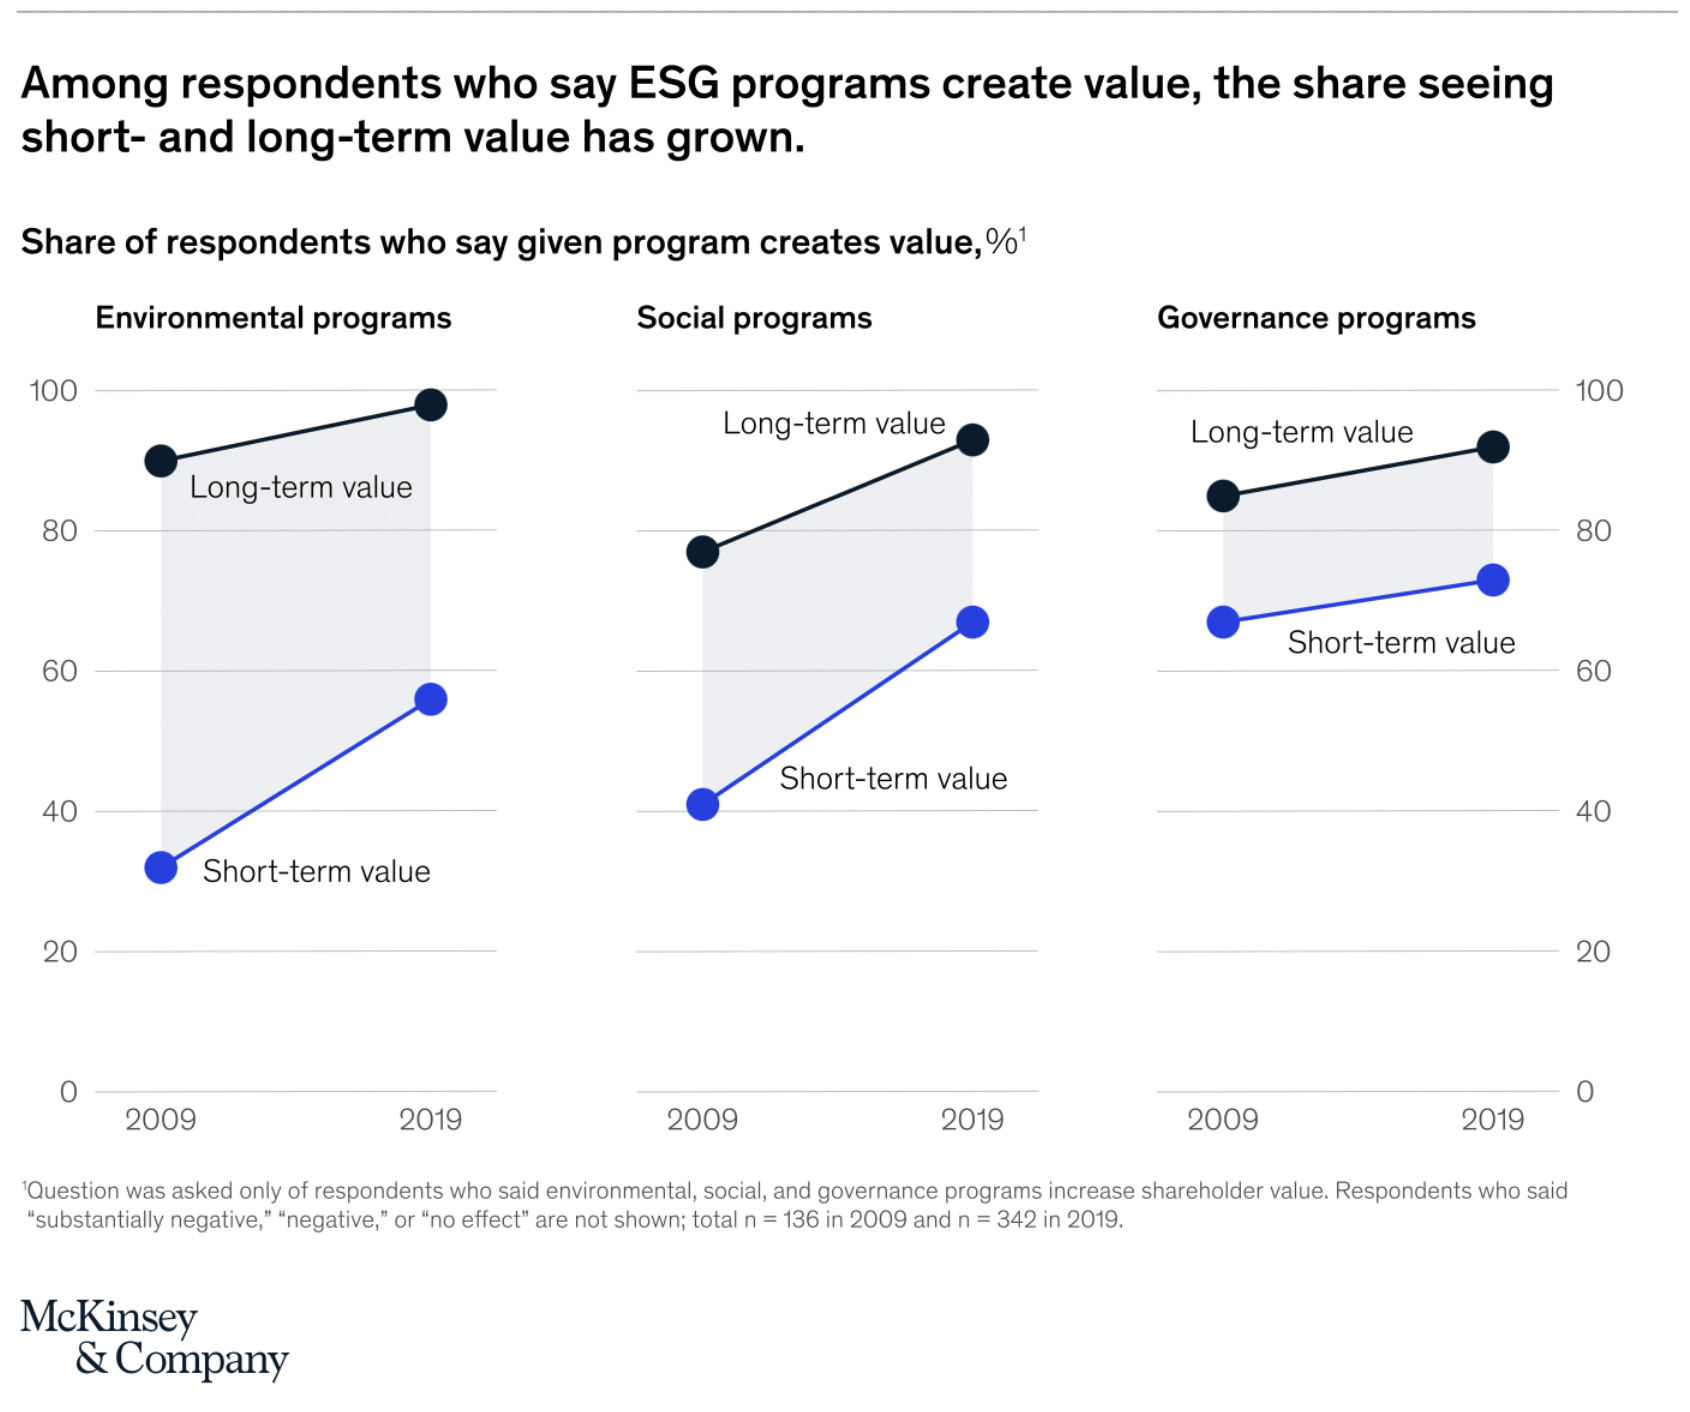 Among respondents who say ESG programs create value, the share seeing
short- and long-term value has grown.
Share of respondents who say given program creates value,%¹
Environmental programs
100
80
60
40
20
0
Long-term value
Short-term value
2009 2019
Social programs
Long-term value
Short-term value
2009 2019
Governance programs
Long-term value
Short-term value
100
80
60
40
20
0
2009 2019
¹Question was asked only of respondents who said environmental, social, and governance programs increase shareholder value. Respondents who said
“substantially negative,” “negative,” or “no effect” are not shown; total n = 136 in 2009 and n = 342 in 2019.
McKinsey
& Company